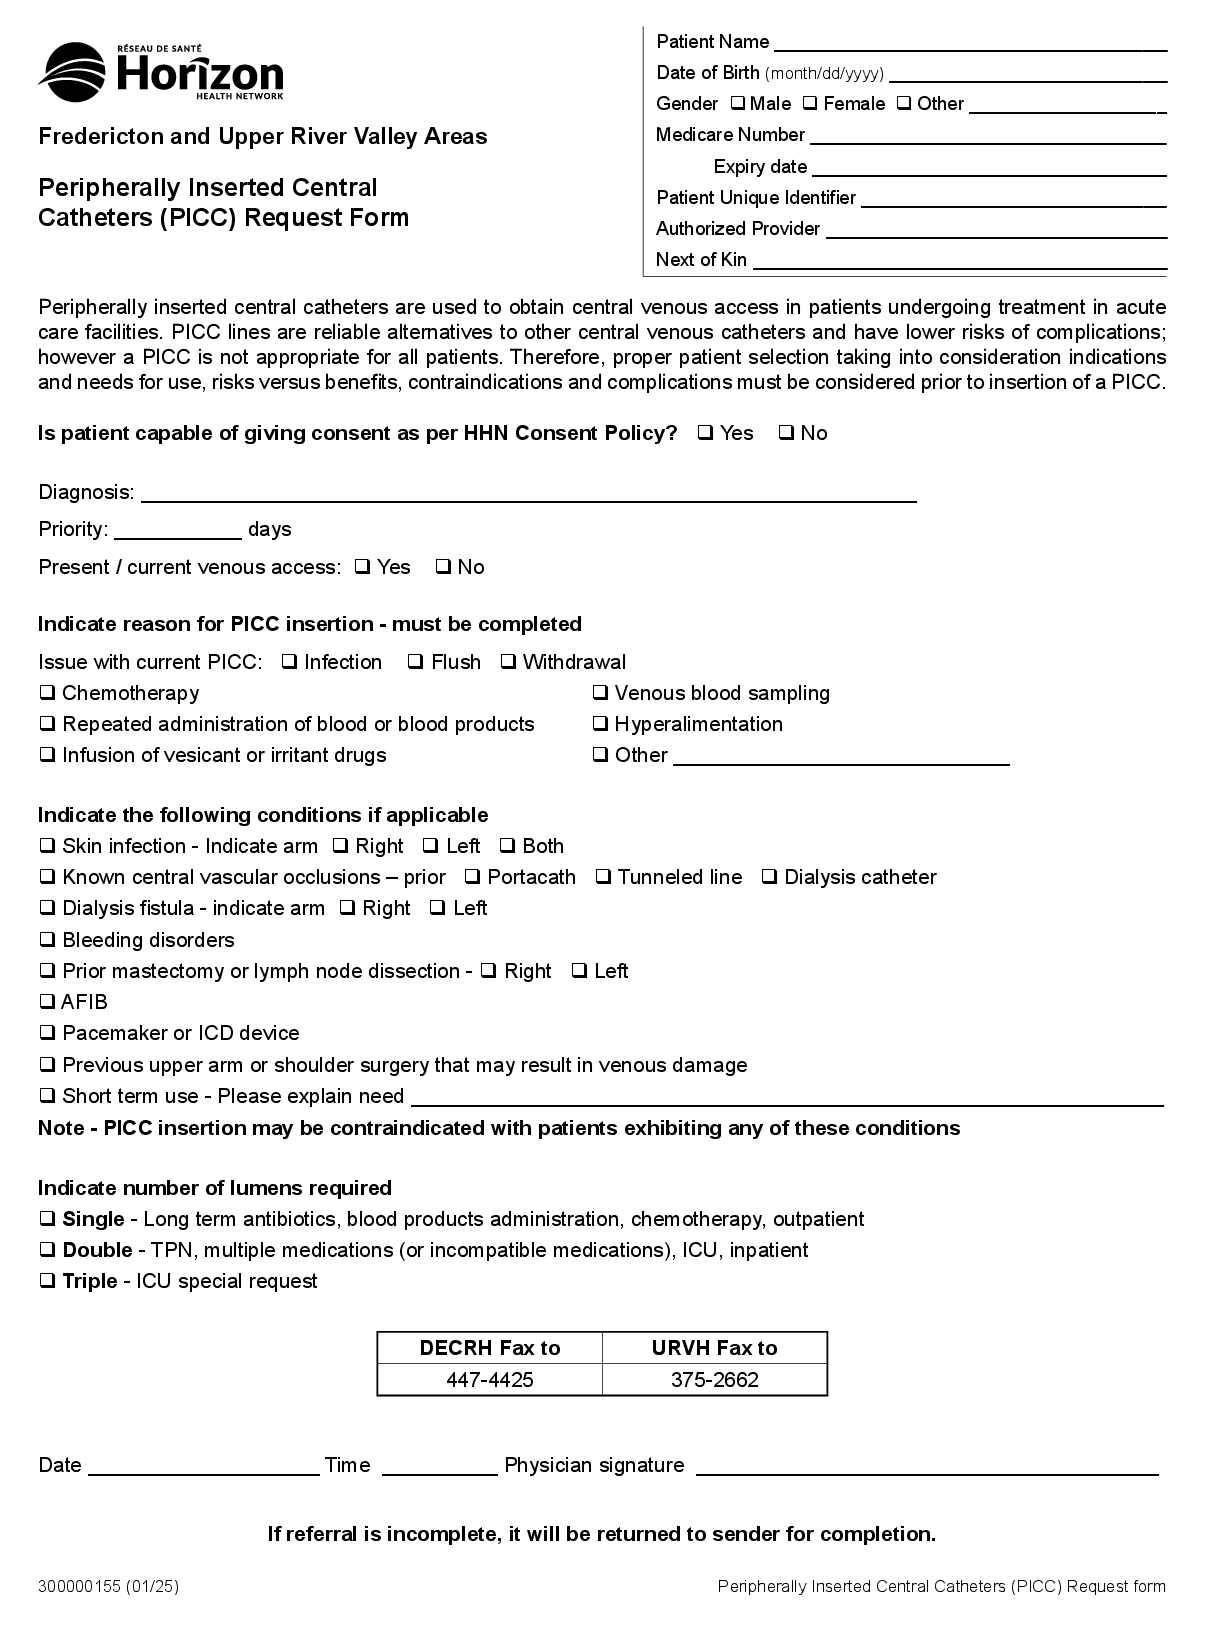 RÉSEAU DE SANTÉ
Horizon
HEALTH NETWORK
Fredericton and Upper River Valley Areas
Peripherally Inserted Central
Catheters (PICC) Request Form
Patient Name
Date of Birth (month/dd/yyyy)
Gender ❑ Male ❑ Female ❑ Other
Medicare Number
Expiry date
Patient Unique Identifier
Authorized Provider
Next of Kin
Peripherally inserted central catheters are used to obtain central venous access in patients undergoing treatment in acute
care facilities. PICC lines are reliable alternatives to other central venous catheters and have lower risks of complications;
however a PICC is not appropriate for all patients. Therefore, proper patient selection taking into consideration indications
and needs for use, risks versus benefits, contraindications and complications must be considered prior to insertion of a PICC.
Is patient capable of giving consent as per HHN Consent Policy? ❑ Yes ❑ No
Diagnosis:
Priority: ____________ days
Present / current venous access: ❑ Yes ❑ No
Indicate reason for PICC insertion - must be completed
Issue with current PICC: ❑ Infection ❑ Flush ❑ Withdrawal
❑ Chemotherapy ❑ Venous blood sampling
❑ Repeated administration of blood or blood products ❑ Hyperalimentation
❑ Infusion of vesicant or irritant drugs ❑ Other
Indicate the following conditions if applicable
❑ Skin infection - Indicate arm ❑ Right ❑ Left ❑ Both
❑ Known central vascular occlusions – prior ❑ Portacath ❑ Tunneled line ❑ Dialysis catheter
❑ Dialysis fistula - indicate arm ❑ Right ❑ Left
❑ Bleeding disorders
❑ Prior mastectomy or lymph node dissection - ❑ Right ❑ Left
❑ AFIB
❑ Pacemaker or ICD device
❑ Previous upper arm or shoulder surgery that may result in venous damage
❑ Short term use - Please explain need
Note - PICC insertion may be contraindicated with patients exhibiting any of these conditions
Indicate number of lumens required
❑ Single - Long term antibiotics, blood products administration, chemotherapy, outpatient
❑ Double - TPN, multiple medications (or incompatible medications), ICU, inpatient
❑ Triple - ICU special request
DECRH Fax to URVH Fax to
447-4425 375-2662
Date ____________ Time ____________ Physician signature
If referral is incomplete, it will be returned to sender for completion.
300000155 (01/25) Peripherally Inserted Central Catheters (PICC) Request form